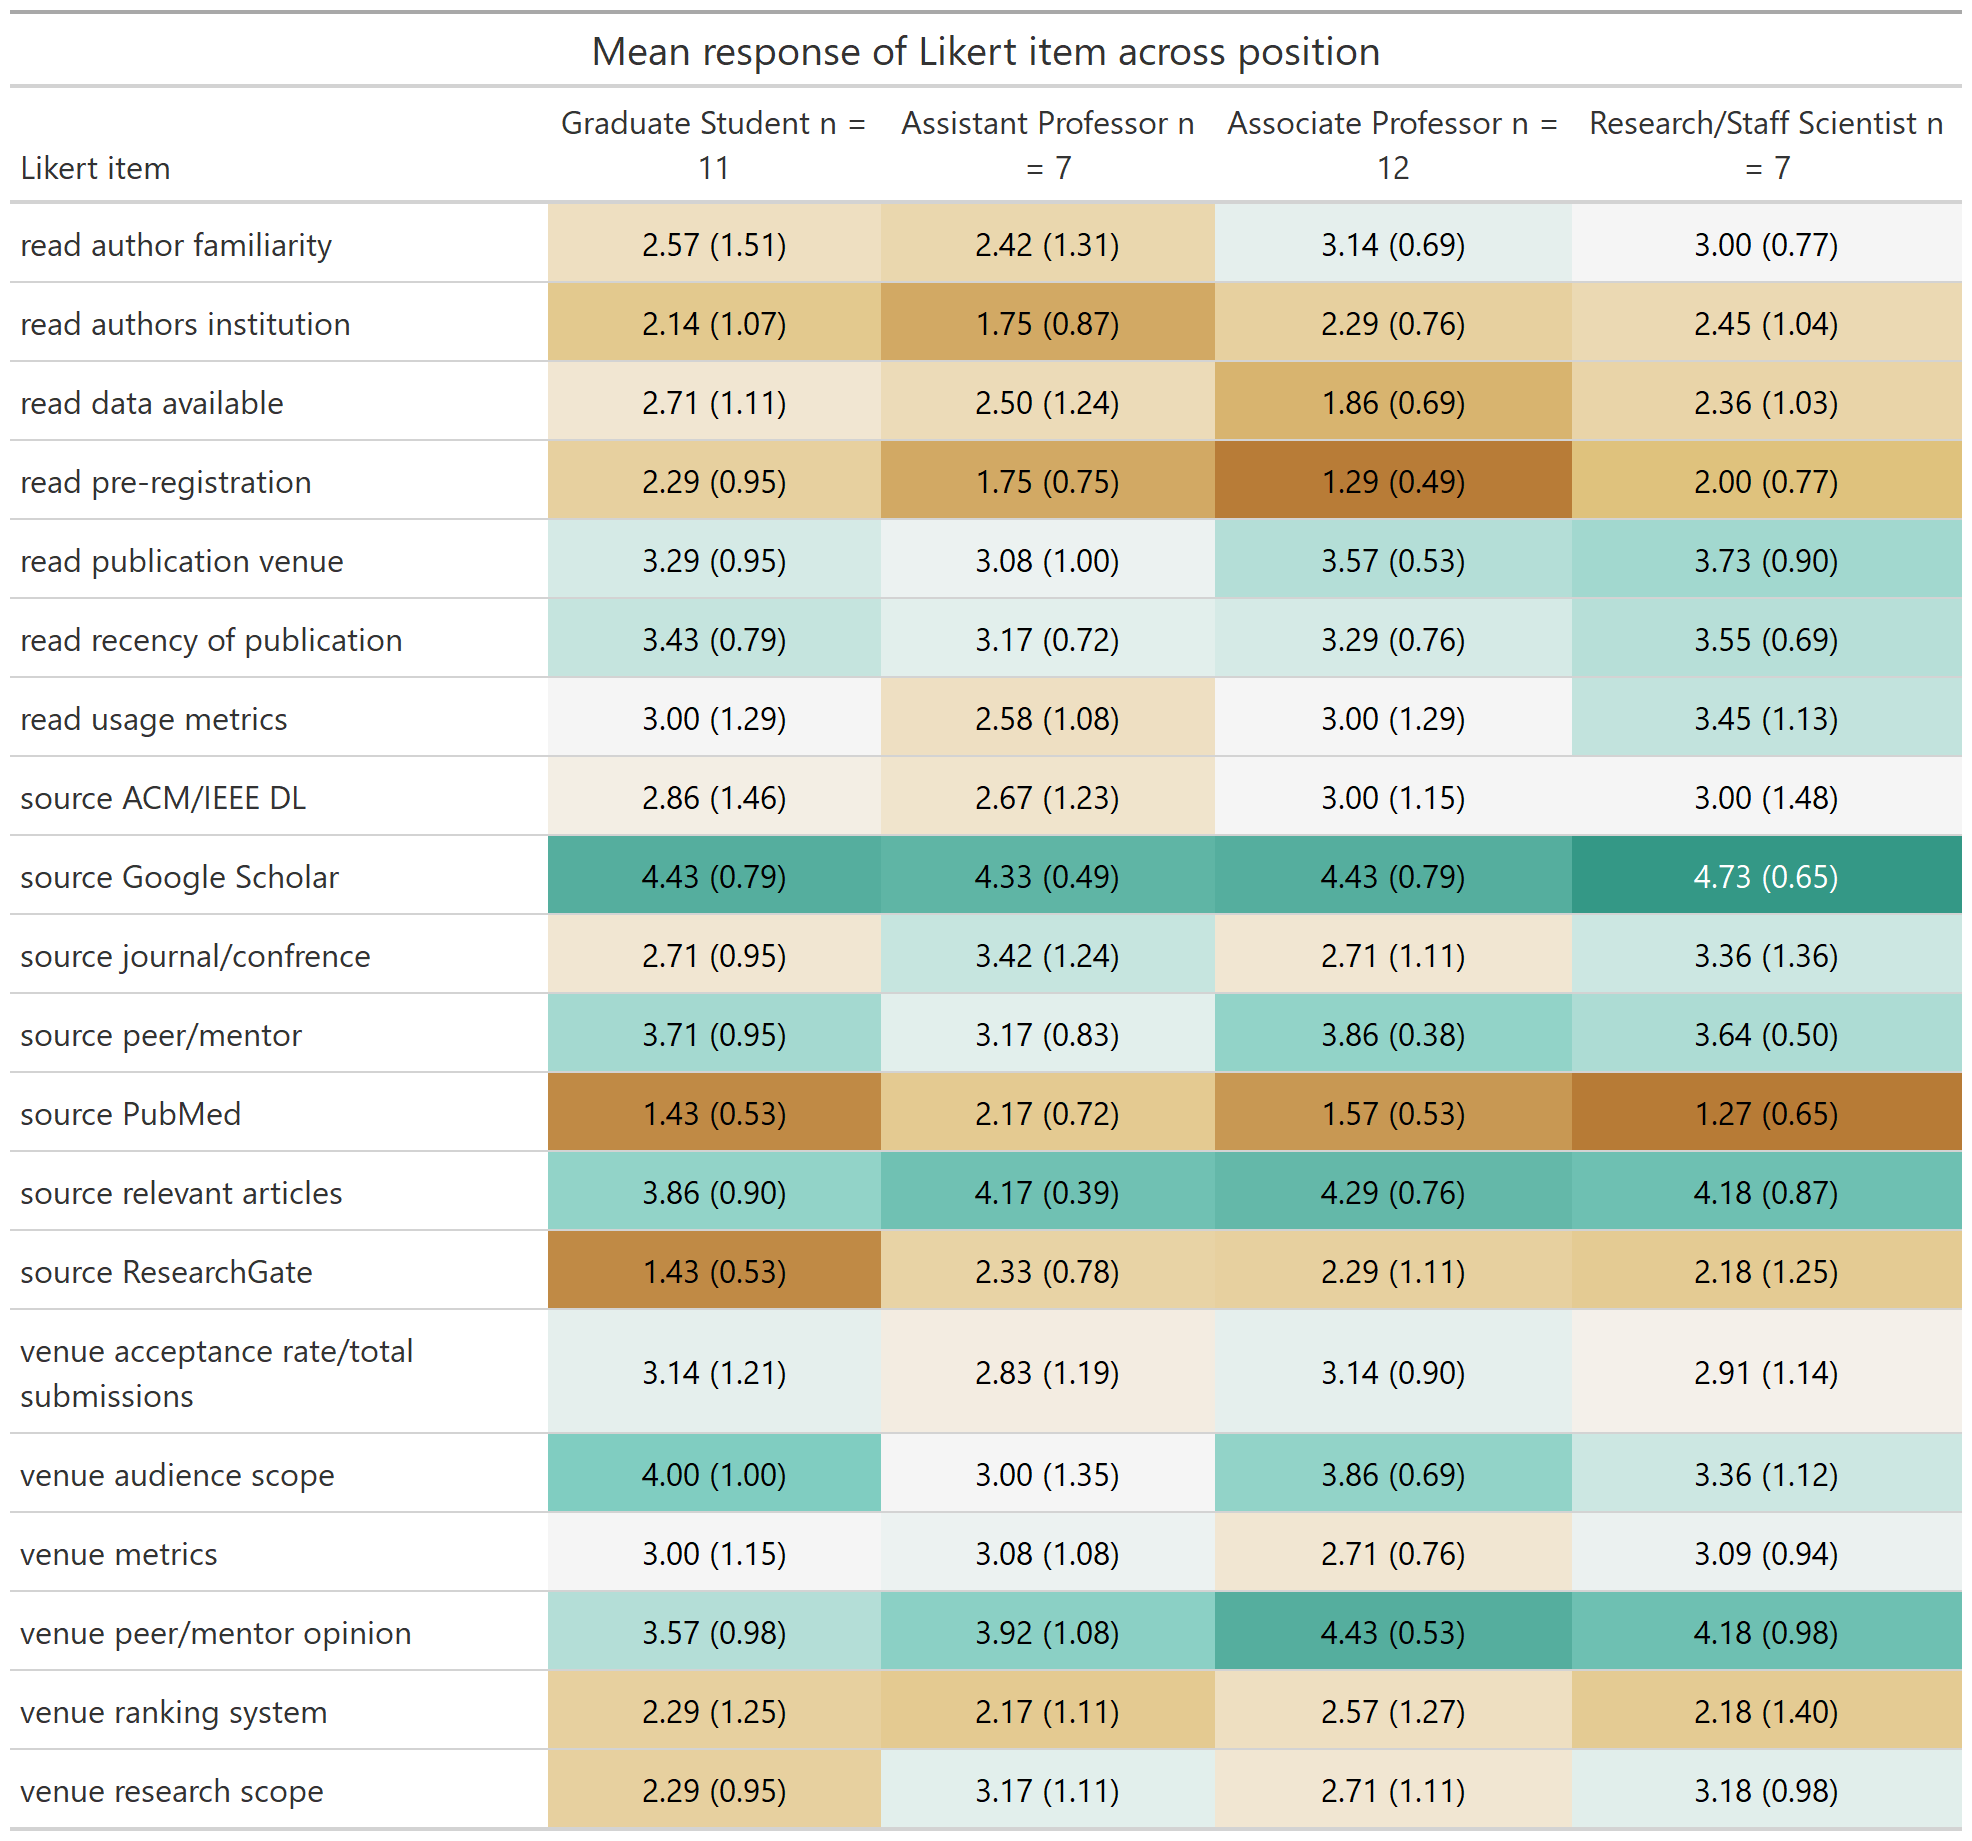 Mean response of Likert item across position
Likert item | Graduate Student n = 11 | Assistant Professor n = 7 | Associate Professor n = 12 | Research/Staff Scientist n = 7
read author familiarity | 2.57 (1.51) | 2.42 (1.31) | 3.14 (0.69) | 3.00 (0.77)
read authors institution | 2.14 (1.07) | 1.75 (0.87) | 2.29 (0.76) | 2.45 (1.04)
read data available | 2.71 (1.11) | 2.50 (1.24) | 1.86 (0.69) | 2.36 (1.03)
read pre-registration | 2.29 (0.95) | 1.75 (0.75) | 1.29 (0.49) | 2.00 (0.77)
read publication venue | 3.29 (0.95) | 3.08 (1.00) | 3.57 (0.53) | 3.73 (0.90)
read recency of publication | 3.43 (0.79) | 3.17 (0.72) | 3.29 (0.76) | 3.55 (0.69)
read usage metrics | 3.00 (1.29) | 2.58 (1.08) | 3.00 (1.29) | 3.45 (1.13)
source ACM/IEEE DL | 2.86 (1.46) | 2.67 (1.23) | 3.00 (1.15) | 3.00 (1.48)
source Google Scholar | 4.43 (0.79) | 4.33 (0.49) | 4.43 (0.79) | 4.73 (0.65)
source journal/confrence | 2.71 (0.95) | 3.42 (1.24) | 2.71 (1.11) | 3.36 (1.36)
source peer/mentor | 3.71 (0.95) | 3.17 (0.83) | 3.86 (0.38) | 3.64 (0.50)
source PubMed | 1.43 (0.53) | 2.17 (0.72) | 1.57 (0.53) | 1.27 (0.65)
source relevant articles | 3.86 (0.90) | 4.17 (0.39) | 4.29 (0.76) | 4.18 (0.87)
source ResearchGate | 1.43 (0.53) | 2.33 (0.78) | 2.29 (1.11) | 2.18 (1.25)
venue acceptance rate/total submissions | 3.14 (1.21) | 2.83 (1.19) | 3.14 (0.90) | 2.91 (1.14)
venue audience scope | 4.00 (1.00) | 3.00 (1.35) | 3.86 (0.69) | 3.36 (1.12)
venue metrics | 3.00 (1.15) | 3.08 (1.08) | 2.71 (0.76) | 3.09 (0.94)
venue peer/mentor opinion | 3.57 (0.98) | 3.92 (1.08) | 4.43 (0.53) | 4.18 (0.98)
venue ranking system | 2.29 (1.25) | 2.17 (1.11) | 2.57 (1.27) | 2.18 (1.40)
venue research scope | 2.29 (0.95) | 3.17 (1.11) | 2.71 (1.11) | 3.18 (0.98)